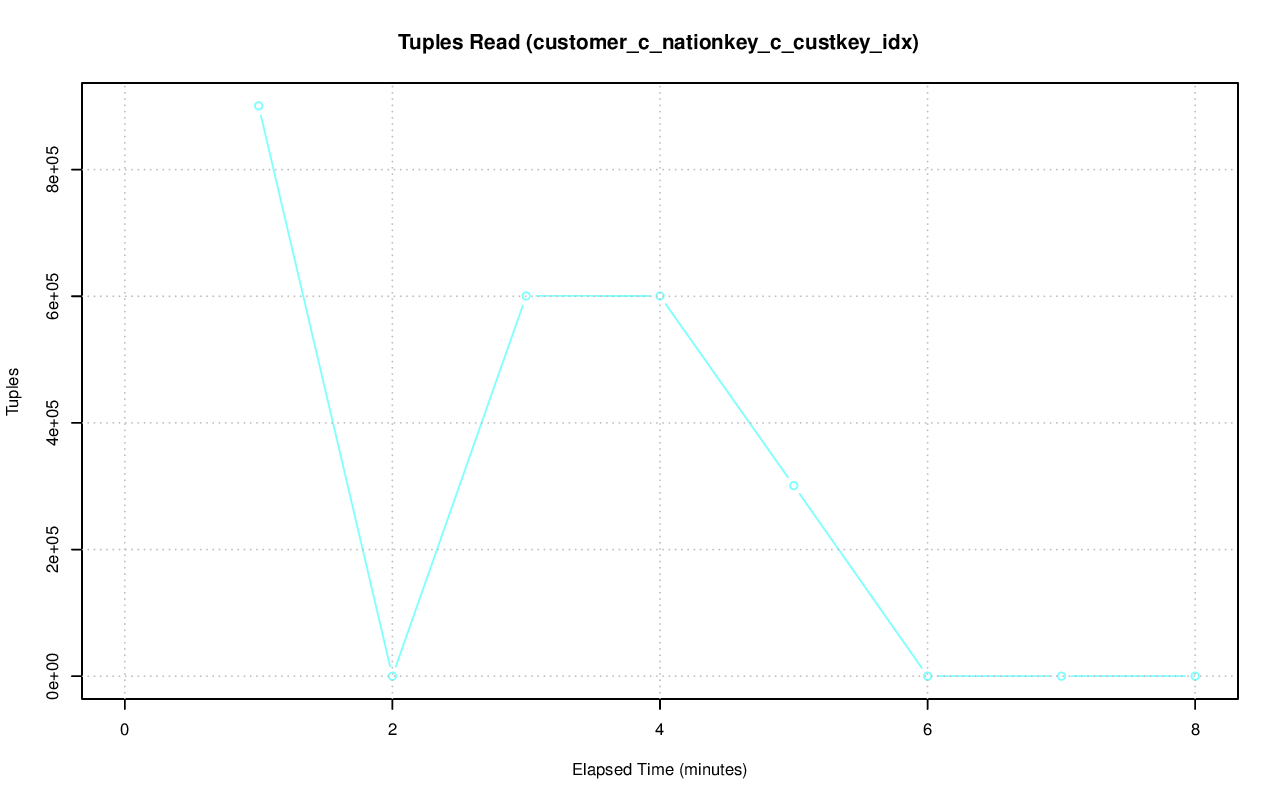 Tuples Read (customer_c_nationkey_c_custkey_idx)
Tuples
8e+05
6e+05
4e+05
2e+05
0e+00
0 2 4 6 8
Elapsed Time (minutes)